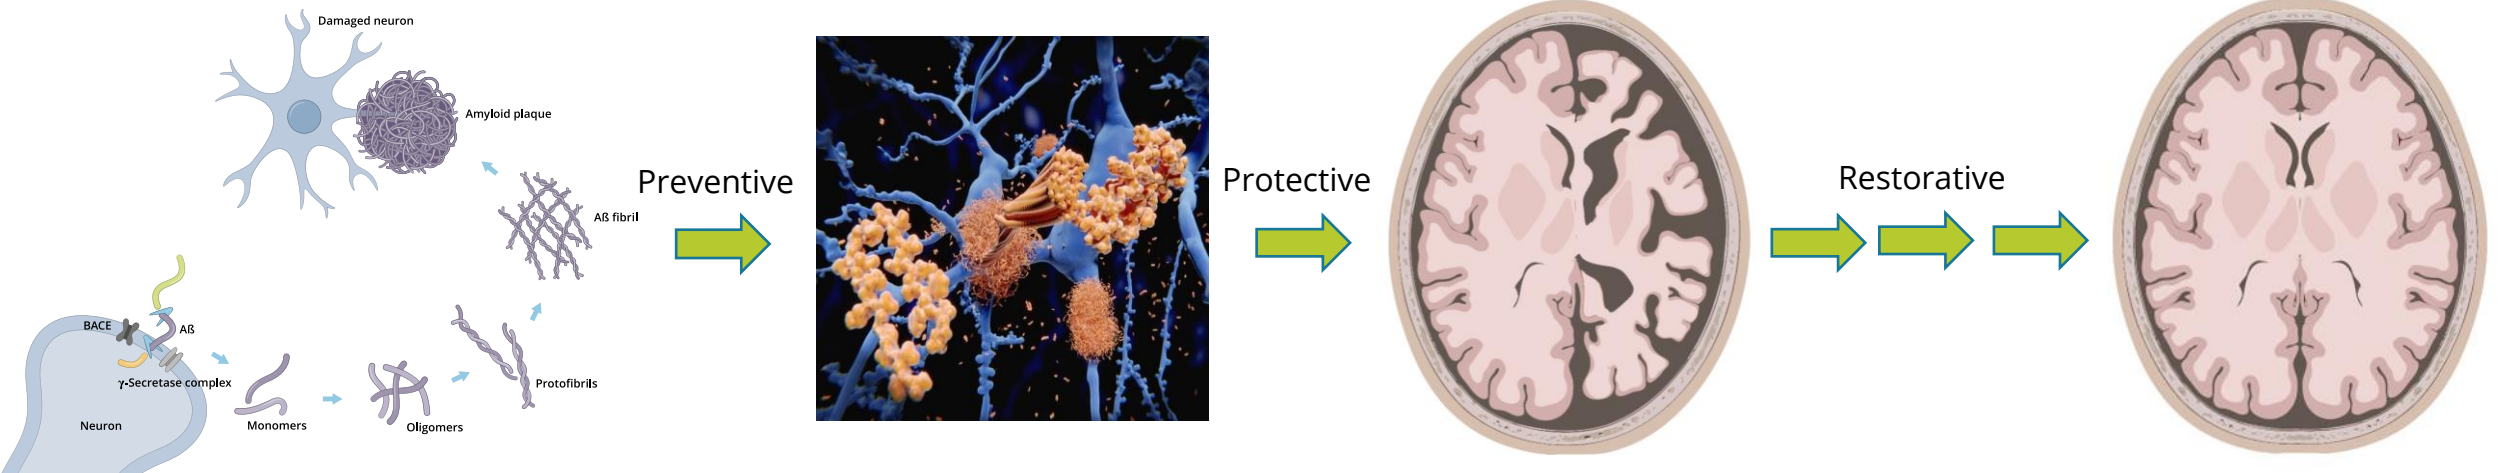 Damaged neuron
Amyloid plaque
Aß fibril
BACE
Aß
γ-Secretase complex
Neuron
Monomers
Oligomers
Protofibrils
Preventive
Protective
Restorative